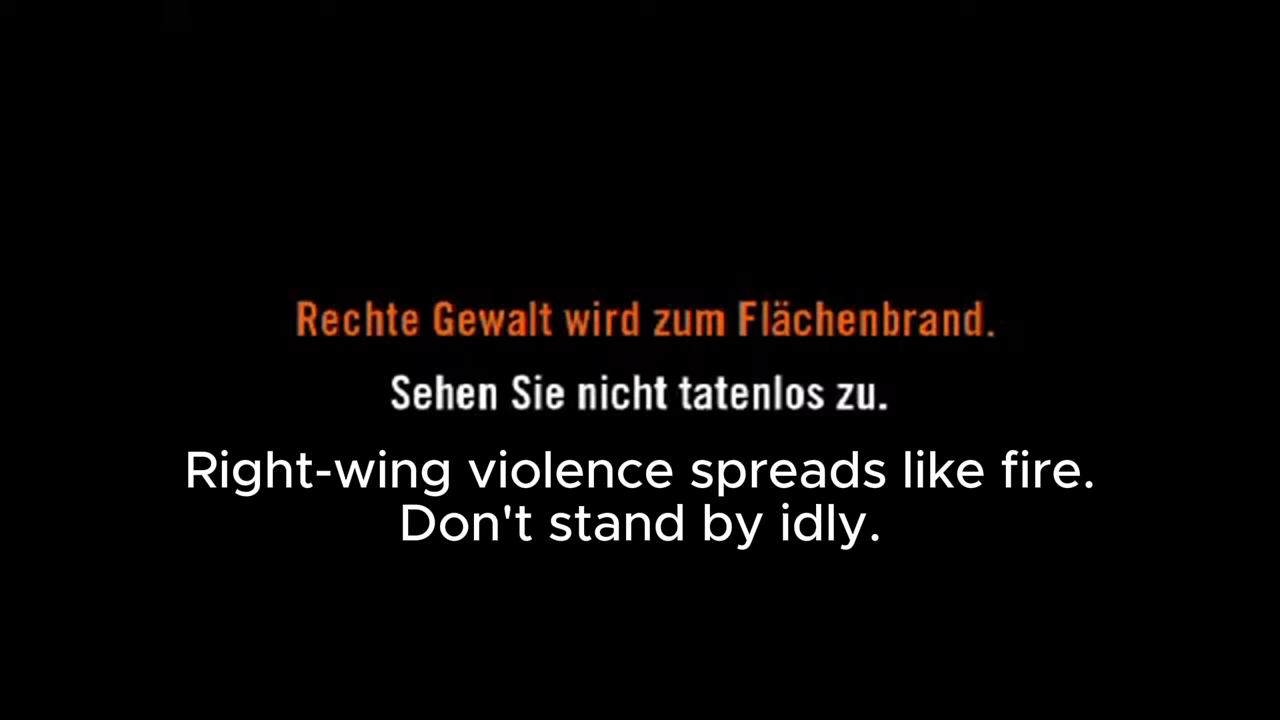 Rechte Gewalt wird zum Flächenbrand.
Sehen Sie nicht tatenlos zu.
Right-wing violence spreads like fire.
Don't stand by idly.